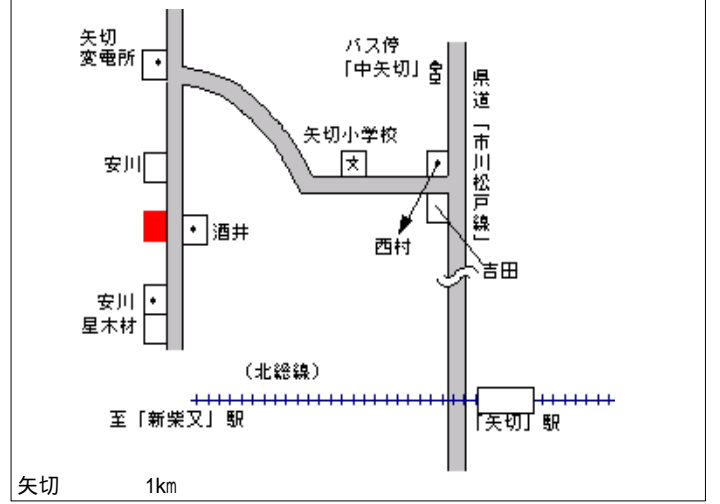 矢切
変電所
バス停
「中矢切」
県道「市川松戸線」
矢切小学校
文
安川
酒井
西村
吉田
安川
星木材
（北総線）
至「新柴又」駅
「矢切」駅
矢切 1km